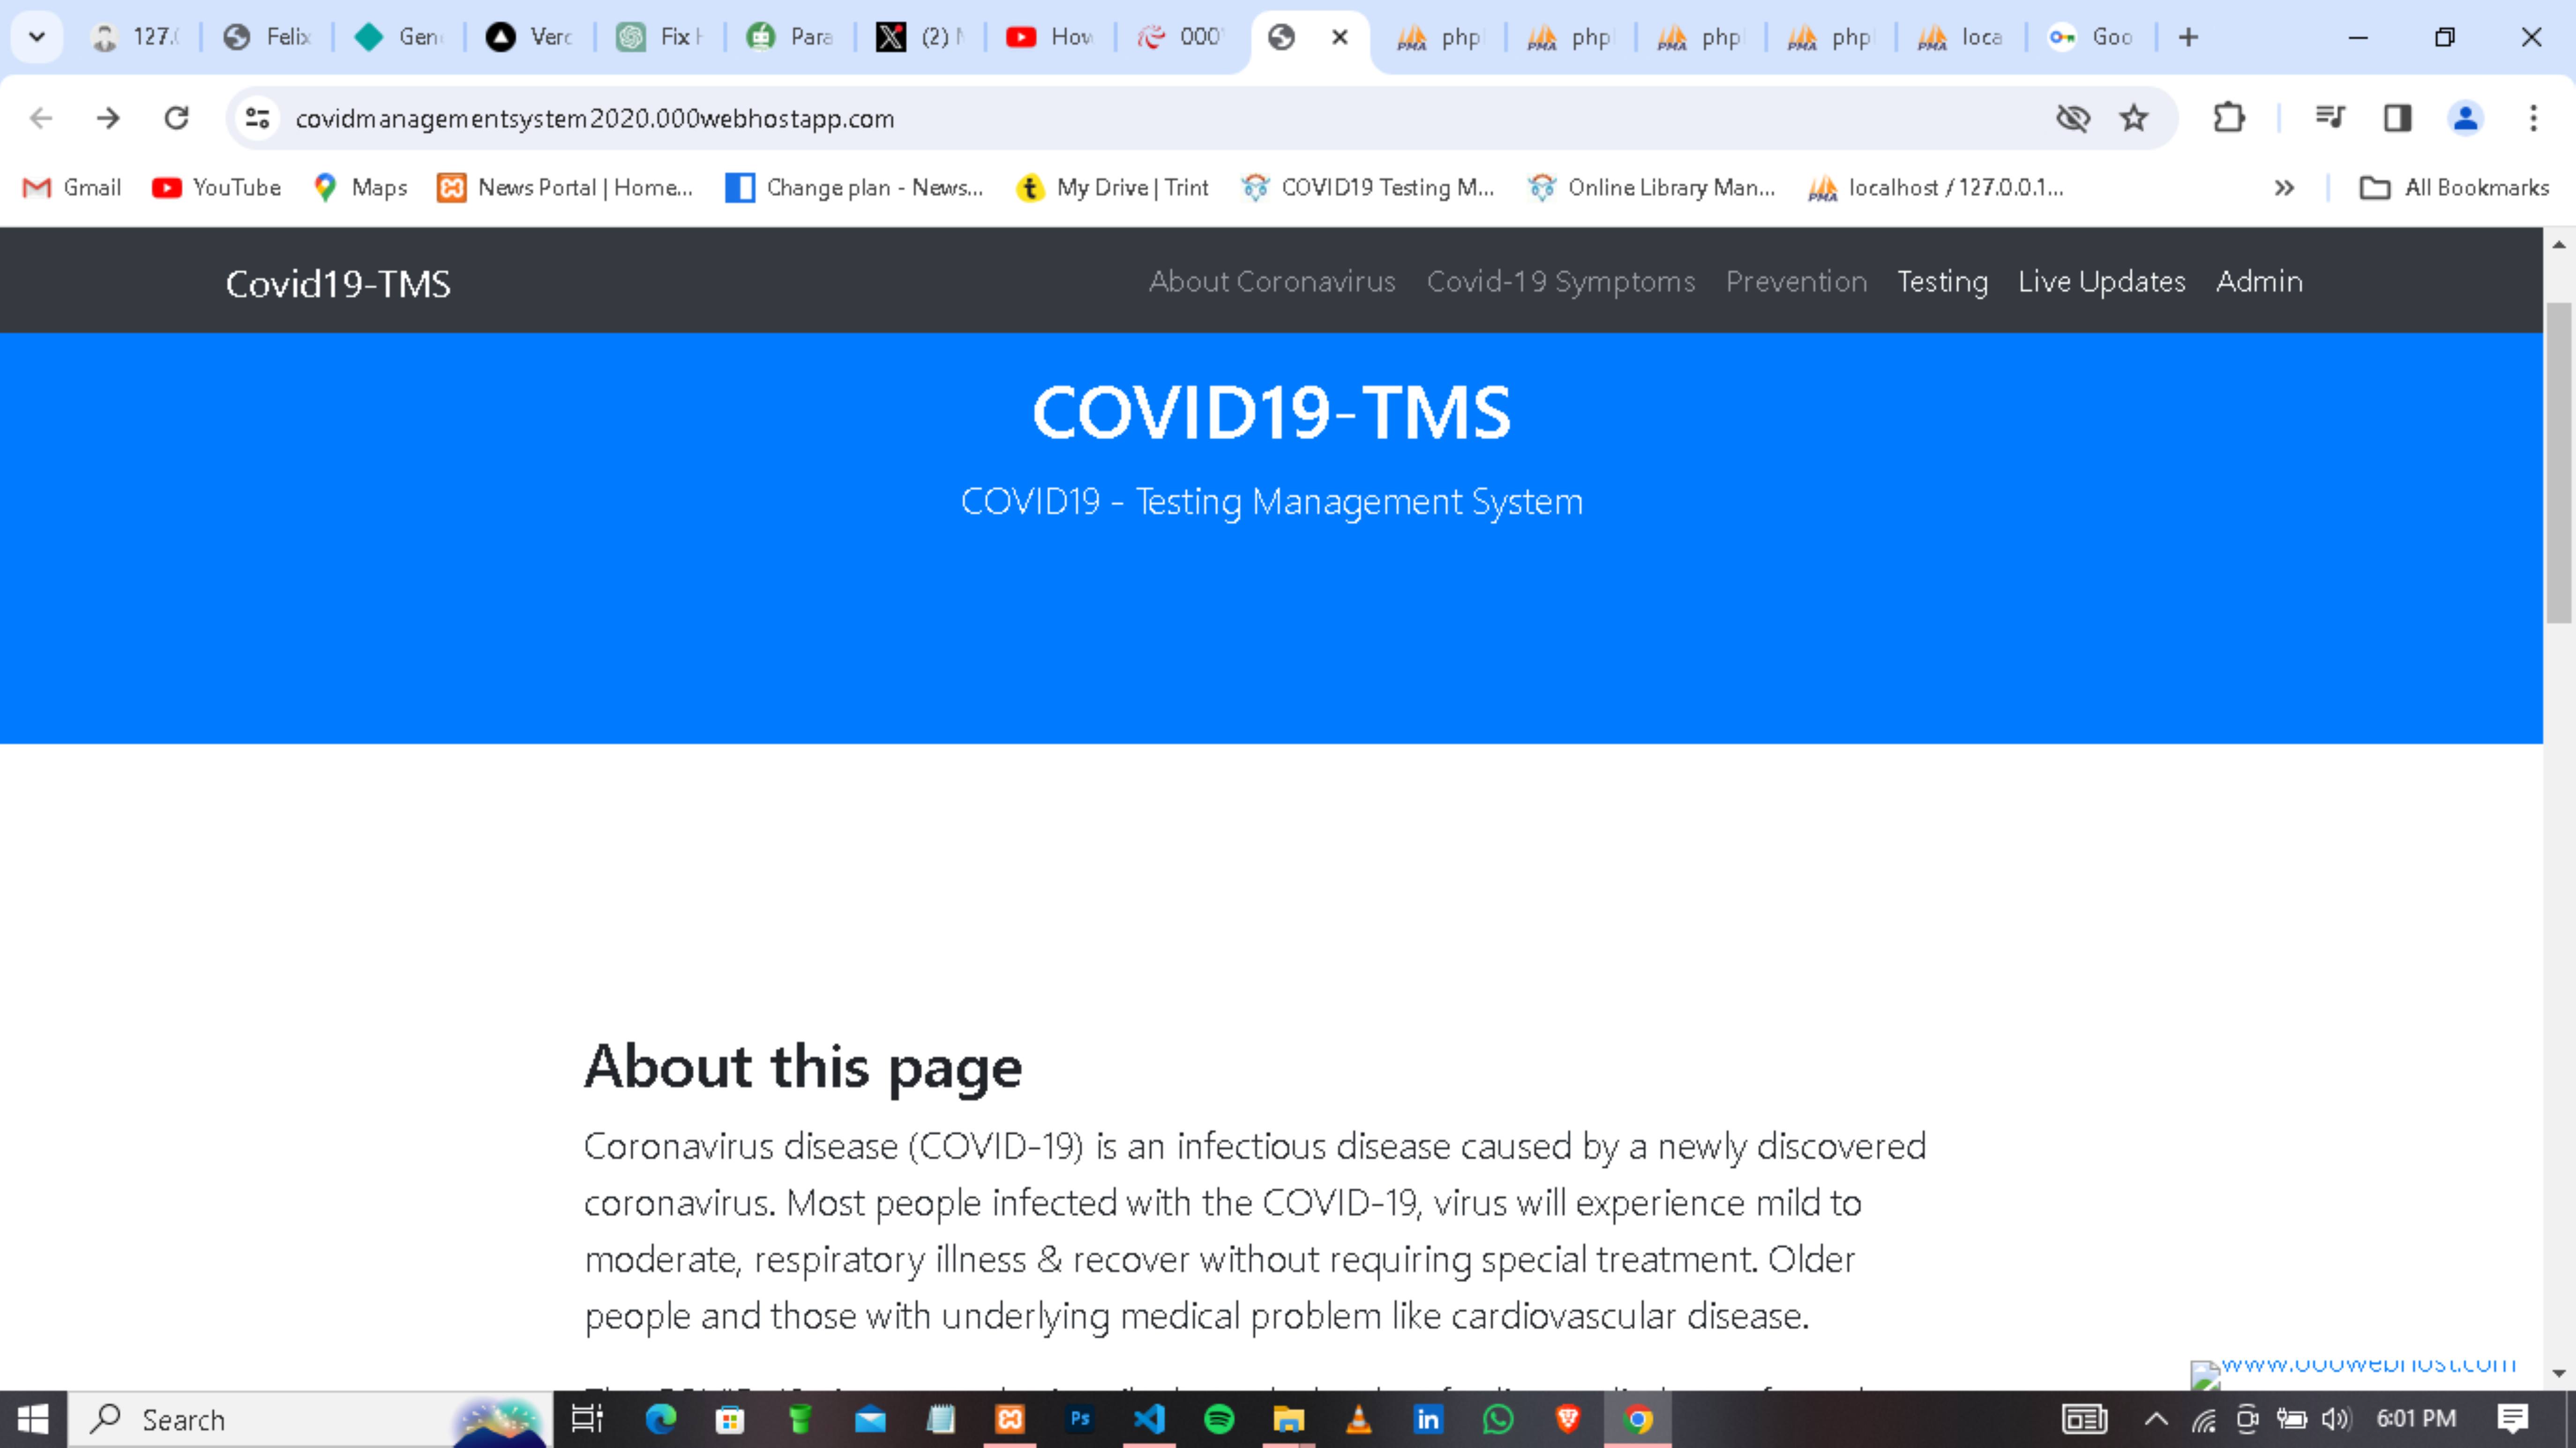 127.(
Felix
Gen
Verc
Fix H
Para
(2)
How
000
php
php
php
php
loca
Goo
covidmanagementsystem2020.000webhostapp.com
Gmail
YouTube
Maps
News Portal | Home...
Change plan - News...
My Drive | Trint
COVID19 Testing M...
Online Library Man...
localhost / 127.0.0.1...
All Bookmarks
Covid19-TMS
About Coronavirus
Covid-19 Symptoms
Prevention
Testing
Live Updates
Admin
COVID19-TMS
COVID19 - Testing Management System
About this page
Coronavirus disease (COVID-19) is an infectious disease caused by a newly discovered
coronavirus. Most people infected with the COVID-19, virus will experience mild to
moderate, respiratory illness & recover without requiring special treatment. Older
people and those with underlying medical problem like cardiovascular disease.
www.000webhost.com
Search
6:01 PM